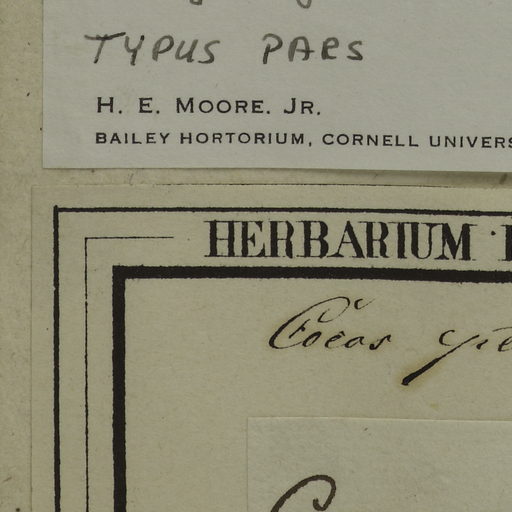 TYPUS PARS
H. E. MOORE. JR.
BAILEY HORTORIUM, CORNELL UNIVERS
HERBARIUM
Cocos
C